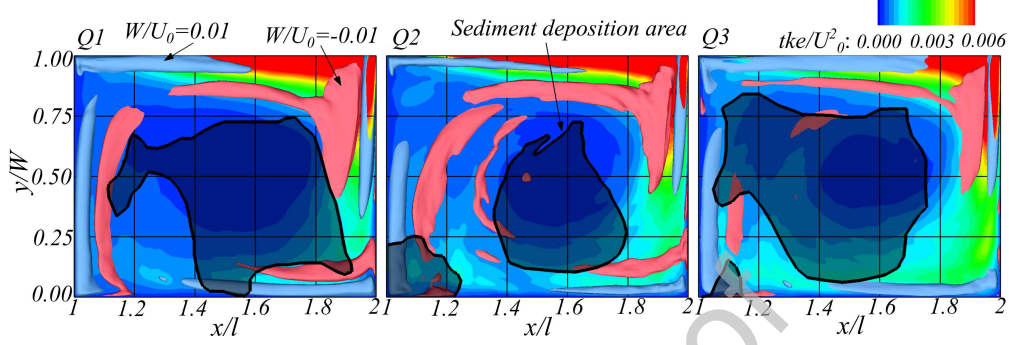 Q1 W/U₀=0.01 W/U₀=-0.01 Q2 Sediment deposition area Q3 tke/U²₀: 0.000 0.003 0.006
1.00
0.75
0.50
0.25
0.00
y/W
1 1.2 1.4 1.6 1.8 2 1.2 1.4 1.6 1.8 2 1.2 1.4 1.6 1.8 2
x/l x/l x/l